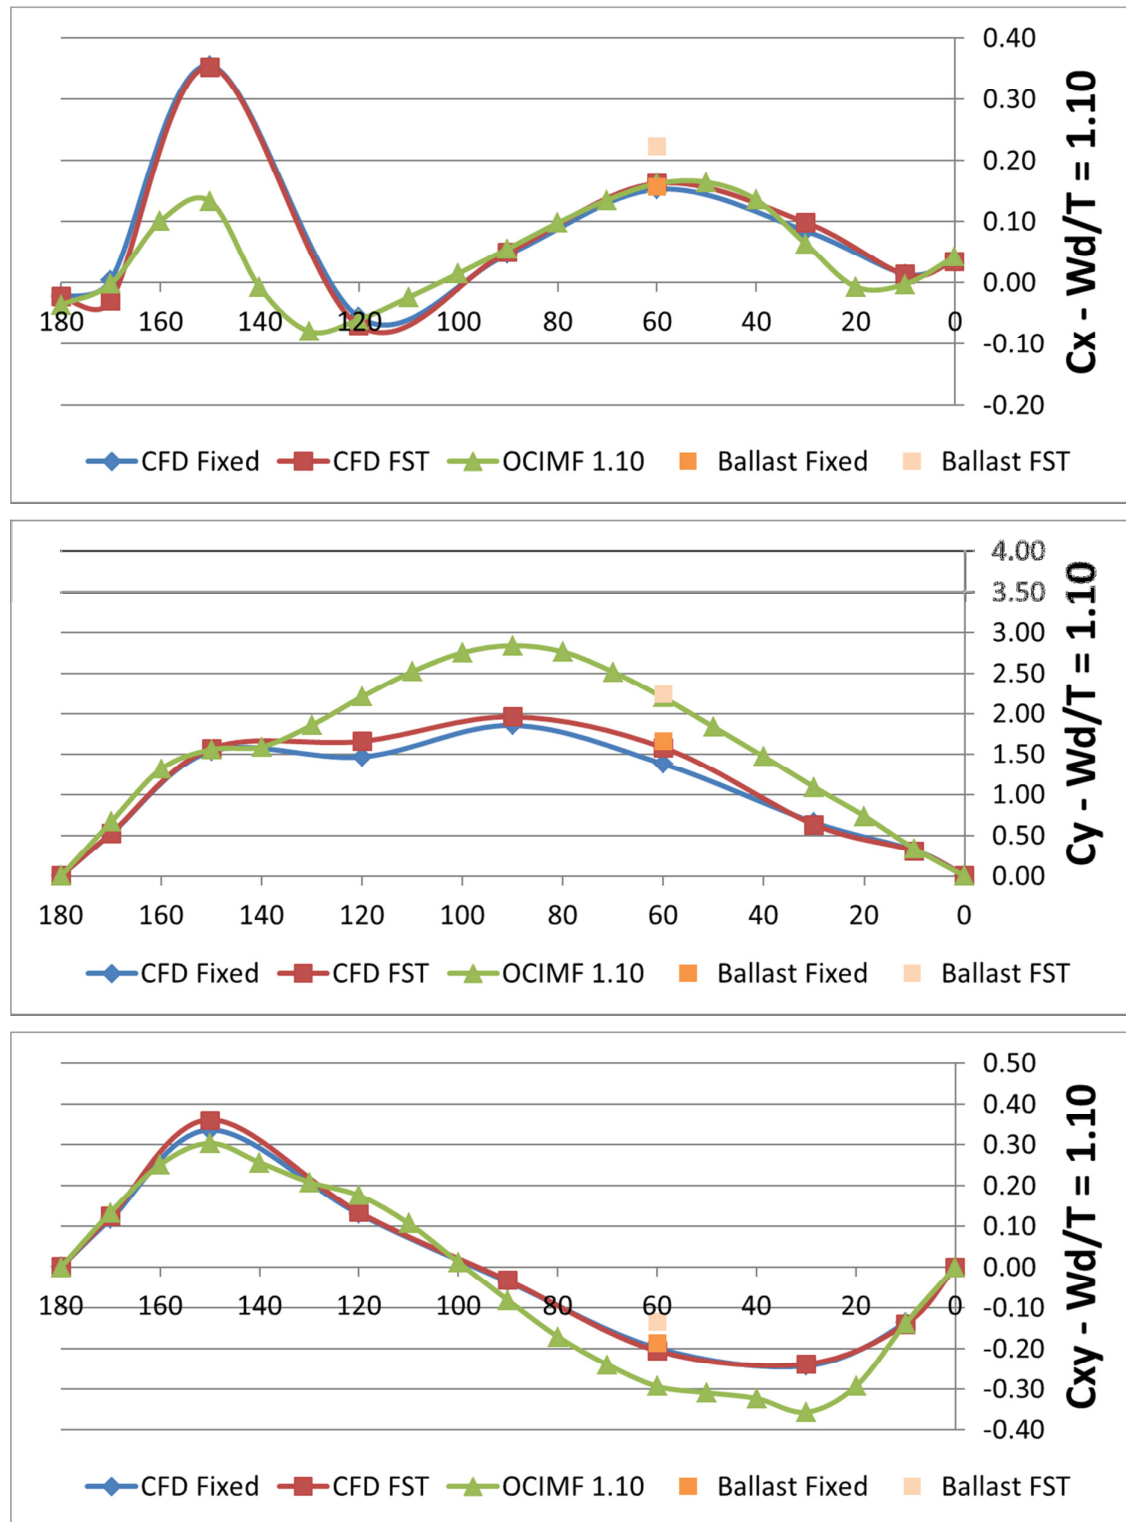 0.40
0.30
0.20
0.10
0.00
-0.10
-0.20
180 160 140 120 100 80 60 40 20 0
Cx - Wd/T = 1.10
CFD Fixed CFD FST OCIMF 1.10 Ballast Fixed Ballast FST
4.00
3.50
3.00
2.50
2.00
1.50
1.00
0.50
0.00
180 160 140 120 100 80 60 40 20 0
Cy - Wd/T = 1.10
CFD Fixed CFD FST OCIMF 1.10 Ballast Fixed Ballast FST
0.50
0.40
0.30
0.20
0.10
0.00
-0.10
-0.20
-0.30
-0.40
180 160 140 120 100 80 60 40 20 0
Cxy - Wd/T = 1.10
CFD Fixed CFD FST OCIMF 1.10 Ballast Fixed Ballast FST